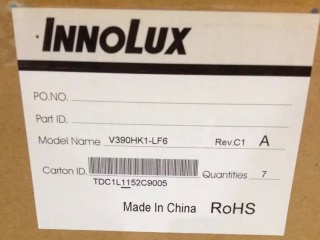 INNOLUX
PO.NO.
Part ID.
Model Name V390HK1-LF6 Rev.C1 A
Carton ID. Quantities 7
TDC1L1152C9005
Made In China RoHS